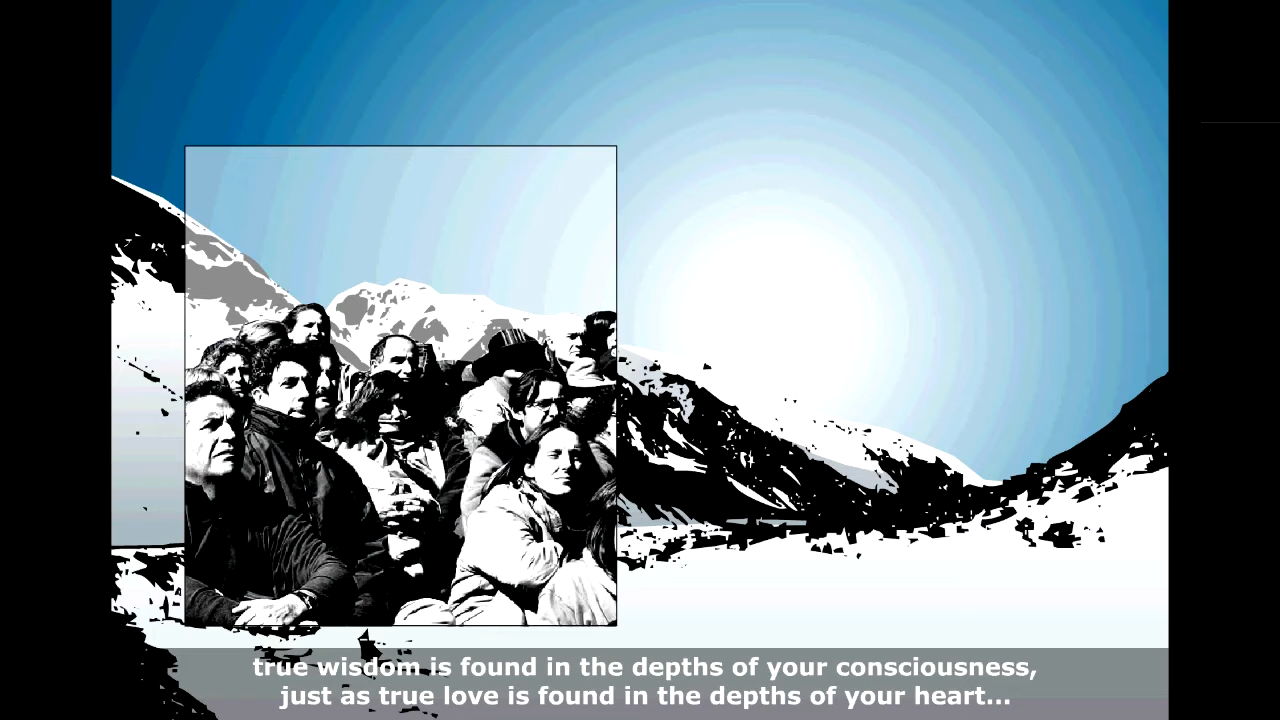 true wisdom is found in the depths of your consciousness,
just as true love is found in the depths of your heart...